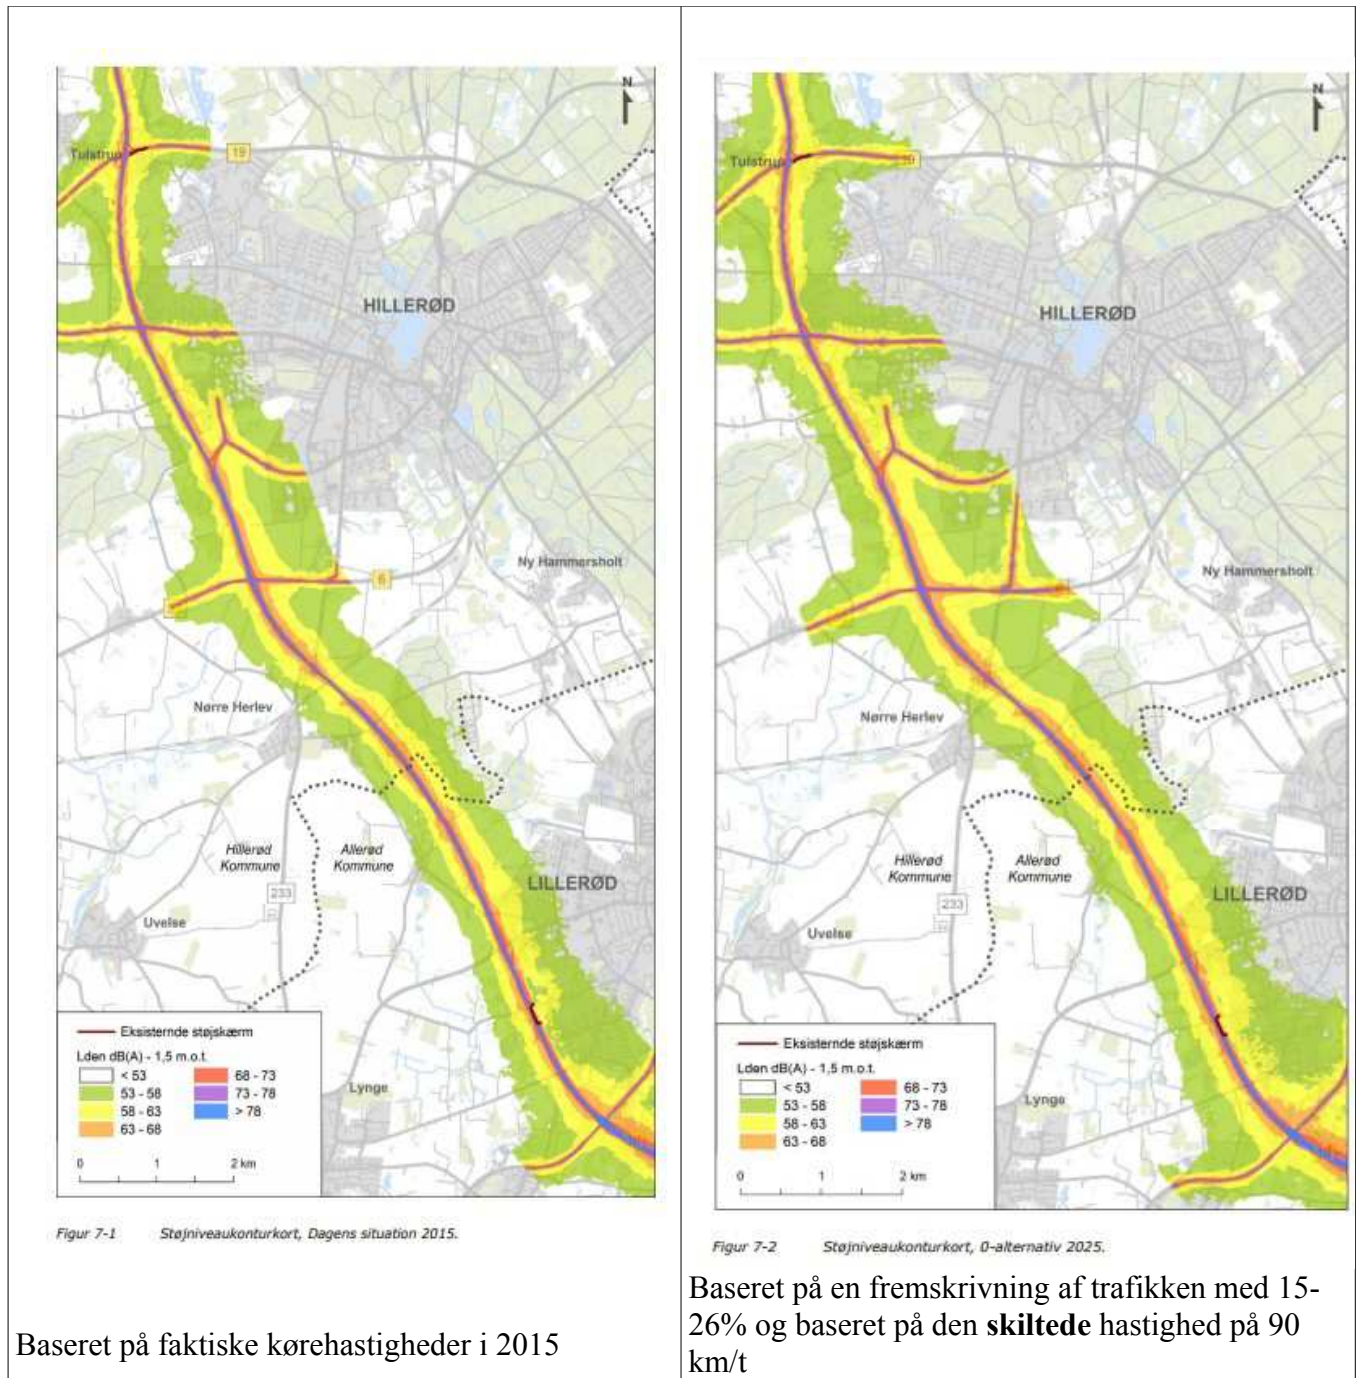 N
19
Tulstrup
HILLERØD
Ny Hammersholt
6
Nørre Herlev
Hillerød
Kommune
Allerød
Kommune
233
LILLERØD
Uvelse
Lynge
Eksisternde støjskærm
Lden dB(A) - 1,5 m.o.t.
< 53
53 - 58
58 - 63
63 - 68
68 - 73
73 - 78
> 78
0 1 2 km
Figur 7-1 Støjniveaukonturkort, Dagens situation 2015.
Baseret på faktiske kørehastigheder i 2015
N
Tulstrup
HILLERØD
Ny Hammersholt
Nørre Herlev
Hillerød
Kommune
Allerød
Kommune
233
LILLERØD
Uvelse
Lynge
Eksisternde støjskærm
Lden dB(A) - 1,5 m.o.t.
< 53
53 - 58
58 - 63
63 - 68
68 - 73
73 - 78
> 78
0 1 2 km
Figur 7-2 Støjniveaukonturkort, 0-alternativ 2025.
Baseret på en fremskrivning af trafikken med 15-
26% og baseret på den skiltede hastighed på 90
km/t